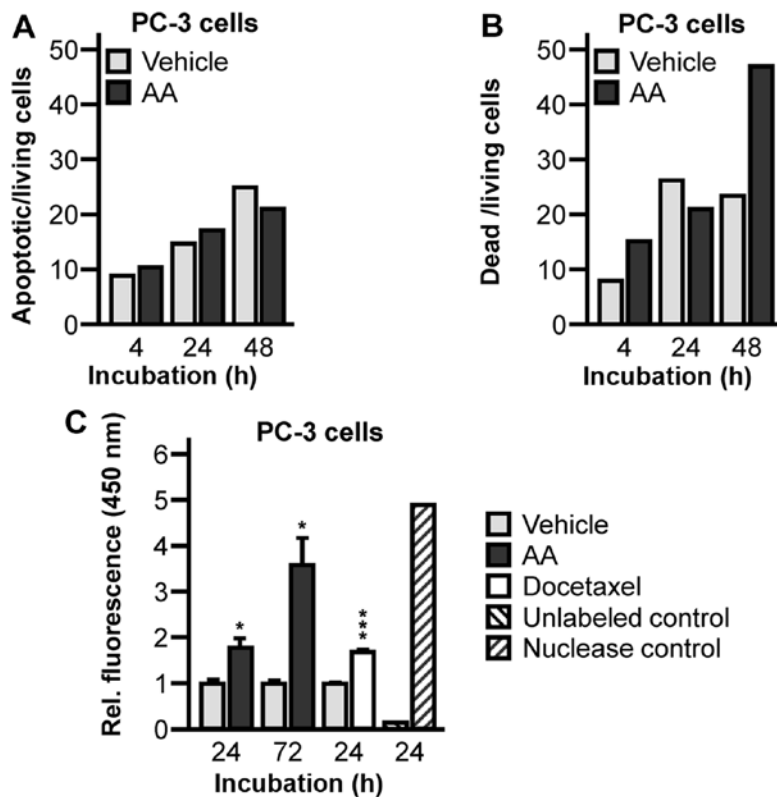 A
PC-3 cells
Apoptotic/living cells
50
40
30
20
10
0
Vehicle
AA
4 24 48
Incubation (h)
B
PC-3 cells
Dead /living cells
50
40
30
20
10
0
Vehicle
AA
4 24 48
Incubation (h)
C
PC-3 cells
Rel. fluorescence (450 nm)
6
5
4
3
2
1
0
*
*
***
24 72 24 24
Incubation (h)
Vehicle
AA
Docetaxel
Unlabeled control
Nuclease control